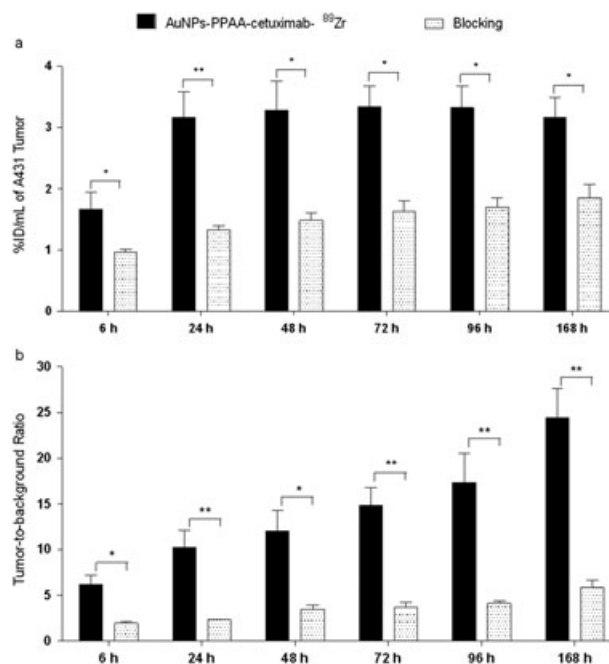 AuNPs-PPAA-cetuximab- ⁸⁹Zr Blocking
a
%ID/mL of A431 Tumor
4
3
2
1
0
* ** * * * *
6 h 24 h 48 h 72 h 96 h 168 h
b
Tumor-to-background Ratio
30
25
20
15
10
5
0
* ** * ** ** **
6 h 24 h 48 h 72 h 96 h 168 h